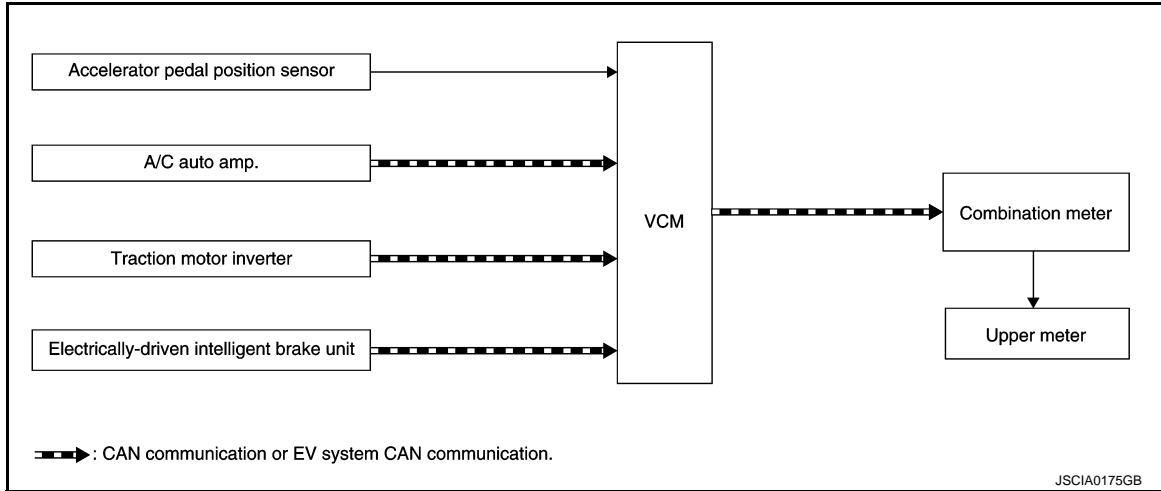 Accelerator pedal position sensor
A/C auto amp.
Traction motor inverter
Electrically-driven intelligent brake unit
VCM
Combination meter
Upper meter
: CAN communication or EV system CAN communication.
JSCIA0175GB